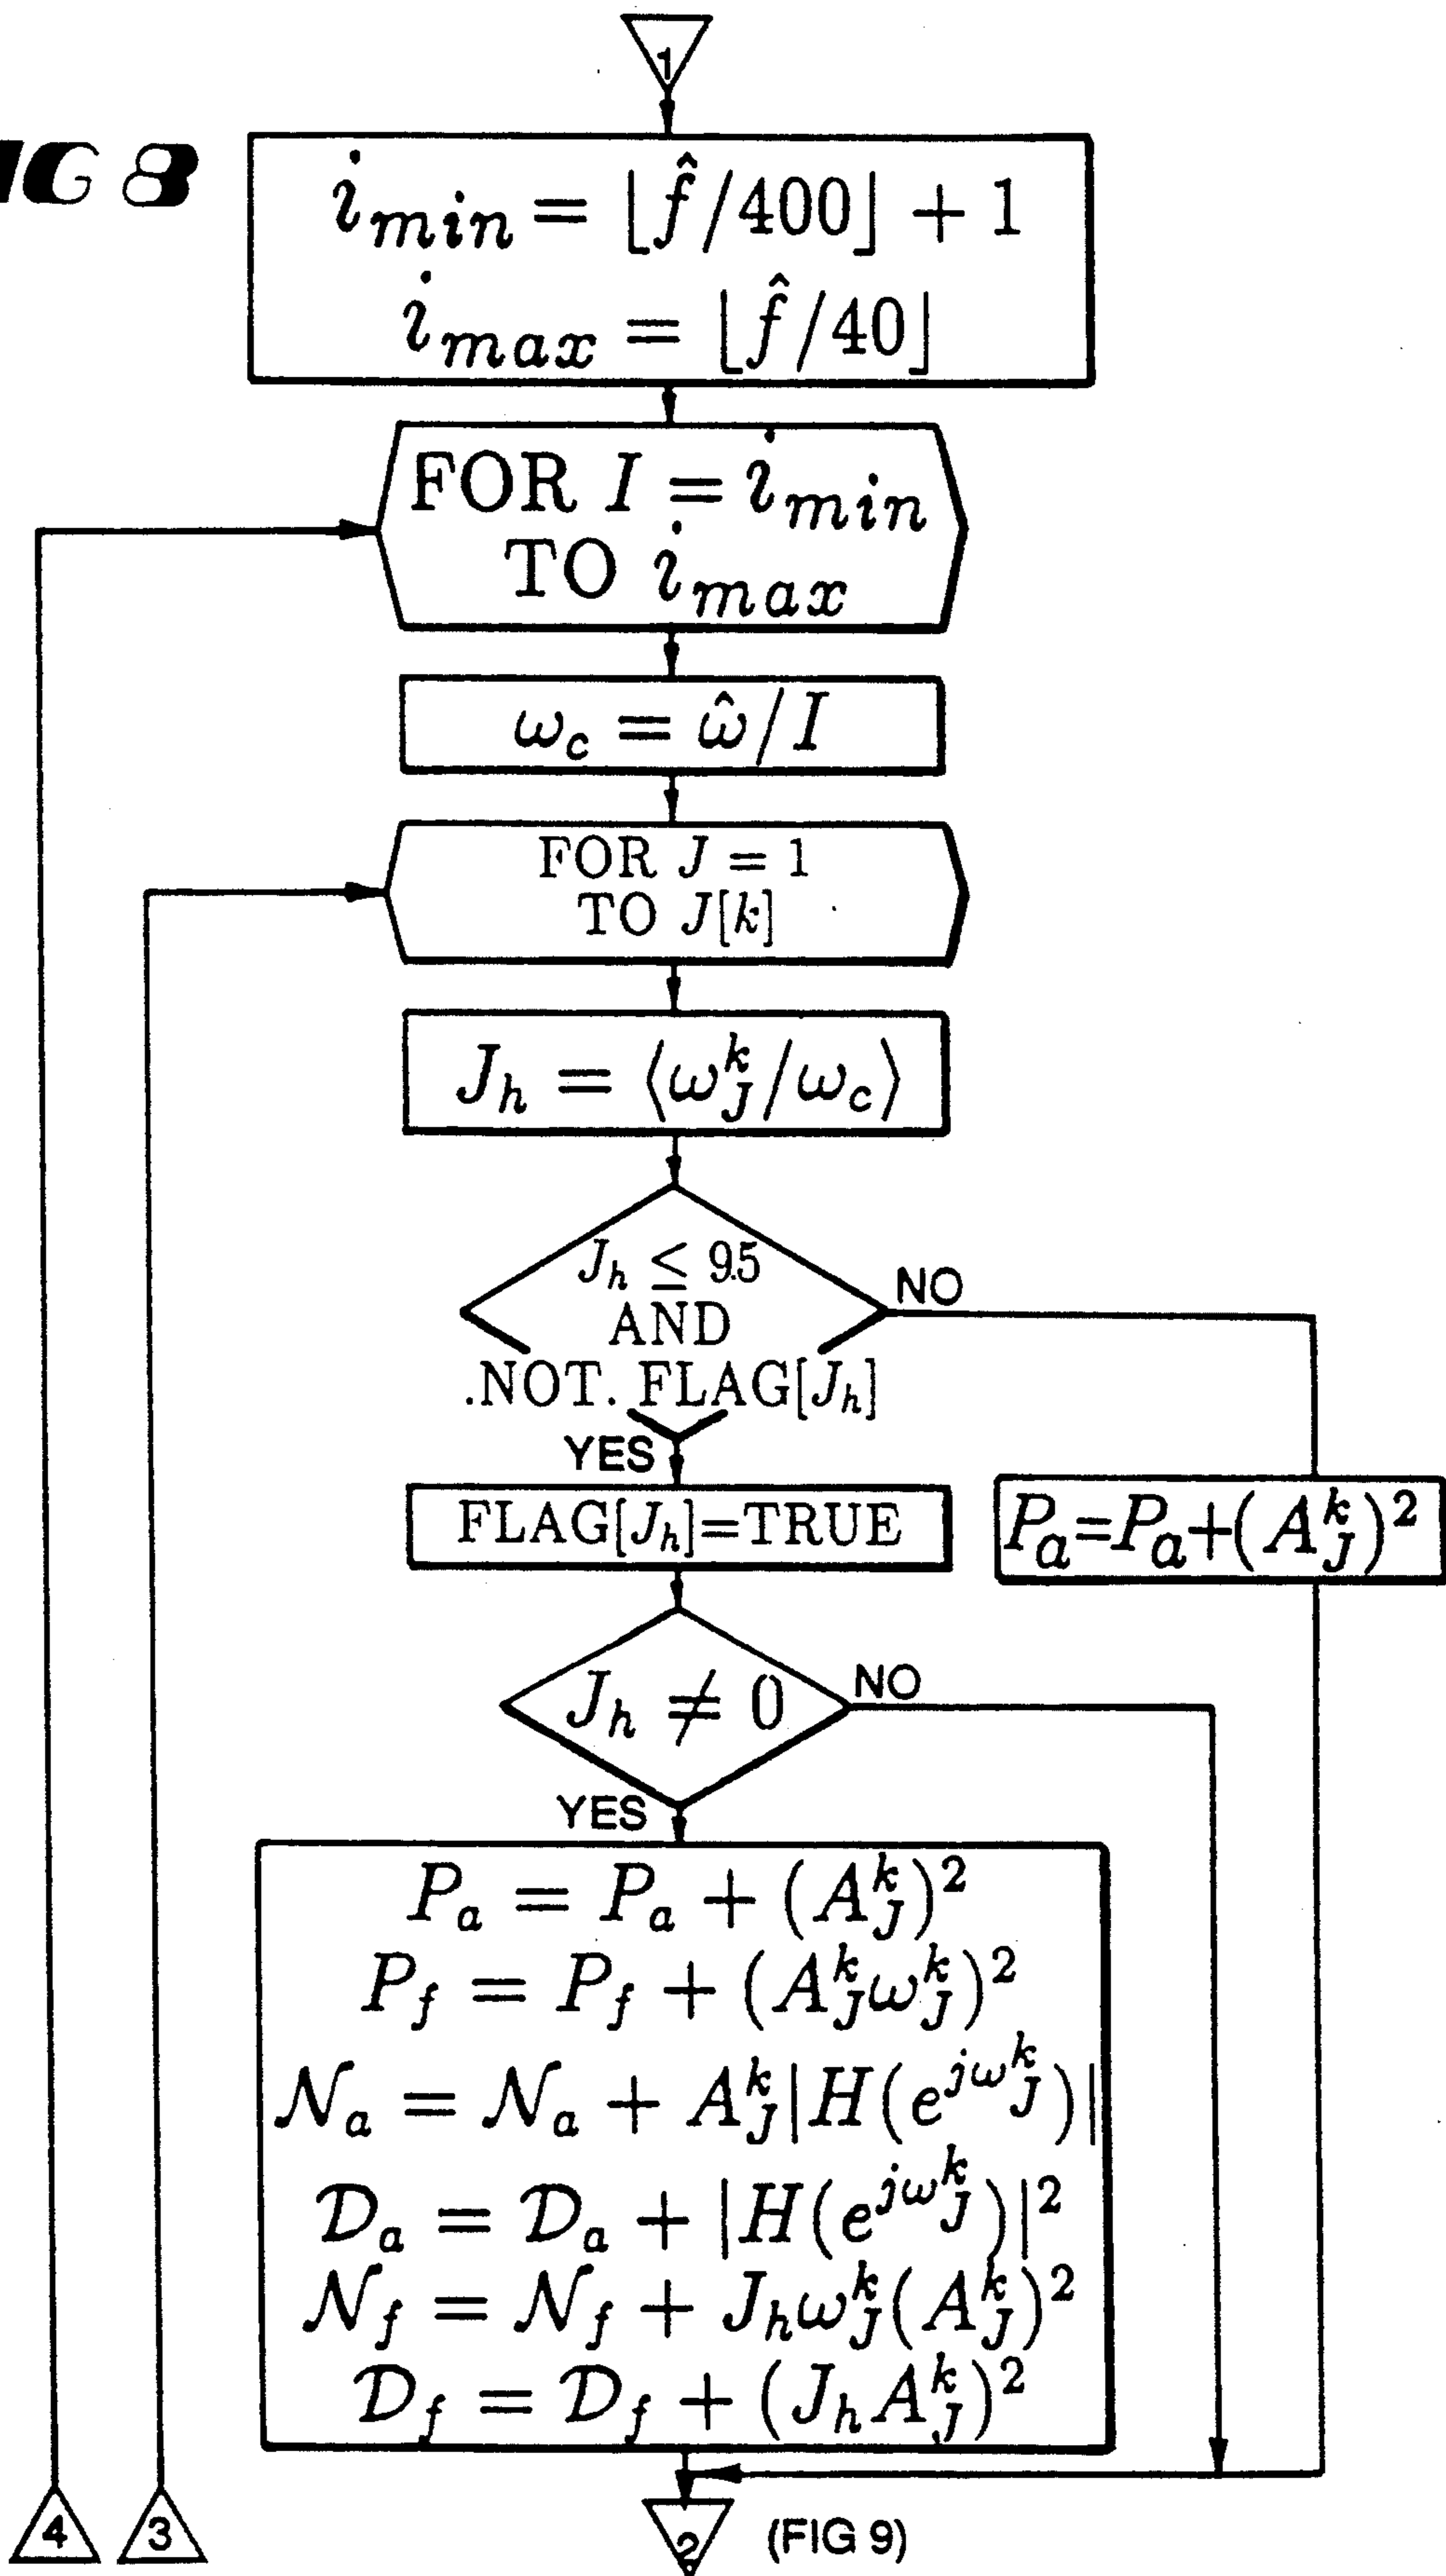 IG 8
1
i_min = ⌊f̂/400⌋ + 1
i_max = ⌊f̂/40⌋
FOR I = i_min
TO i_max
ω_c = ω̂/I
FOR J = 1
TO J[k]
J_h = ⟨ω_J^k/ω_c⟩
J_h ≤ 9.5
AND
.NOT. FLAG[J_h]
NO
YES
FLAG[J_h]=TRUE
P_a=P_a+(A_J^k)^2
J_h ≠ 0
NO
YES
P_a = P_a + (A_J^k)^2
P_f = P_f + (A_J^k ω_J^k)^2
𝒩_a = 𝒩_a + A_J^k|H(e^{jω_J^k})|
𝒟_a = 𝒟_a + |H(e^{jω_J^k})|^2
𝒩_f = 𝒩_f + J_h ω_J^k(A_J^k)^2
𝒟_f = 𝒟_f + (J_h A_J^k)^2
4
3
2
(FIG 9)